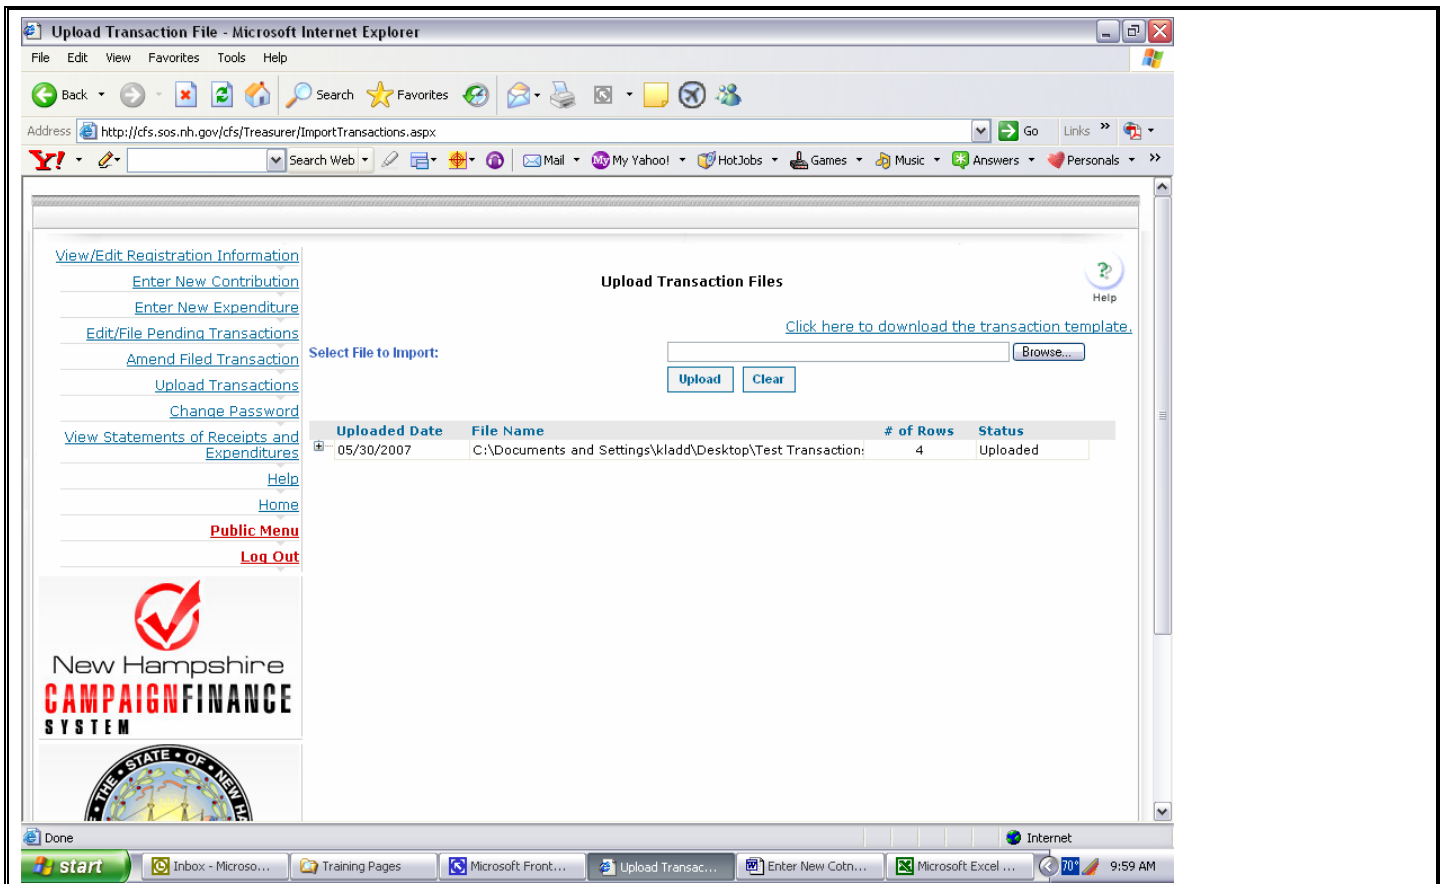 Upload Transaction File - Microsoft Internet Explorer
File Edit View Favorites Tools Help
Back Search Favorites
Address http://cfs.sos.nh.gov/cfs/Treasurer/ImportTransactions.aspx Go Links »
Y! Search Web Mail My My Yahoo! HotJobs Games Music Answers Personals »
View/Edit Registration Information
Enter New Contribution
Enter New Expenditure
Edit/File Pending Transactions
Amend Filed Transaction
Upload Transactions
Change Password
View Statements of Receipts and
Expenditures
Help
Home
Public Menu
Log Out
Upload Transaction Files
Help
Click here to download the transaction template.
Select File to Import:
Browse...
Upload Clear
Uploaded Date File Name # of Rows Status
05/30/2007 C:\Documents and Settings\kladd\Desktop\Test Transaction: 4 Uploaded
New Hampshire
CAMPAIGNFINANCE
SYSTEM
THE • STATE • OF • NEW HA
Done Internet
start Inbox - Microso... Training Pages Microsoft Front... Upload Transac... Enter New Cotn... Microsoft Excel ... 70° 9:59 AM